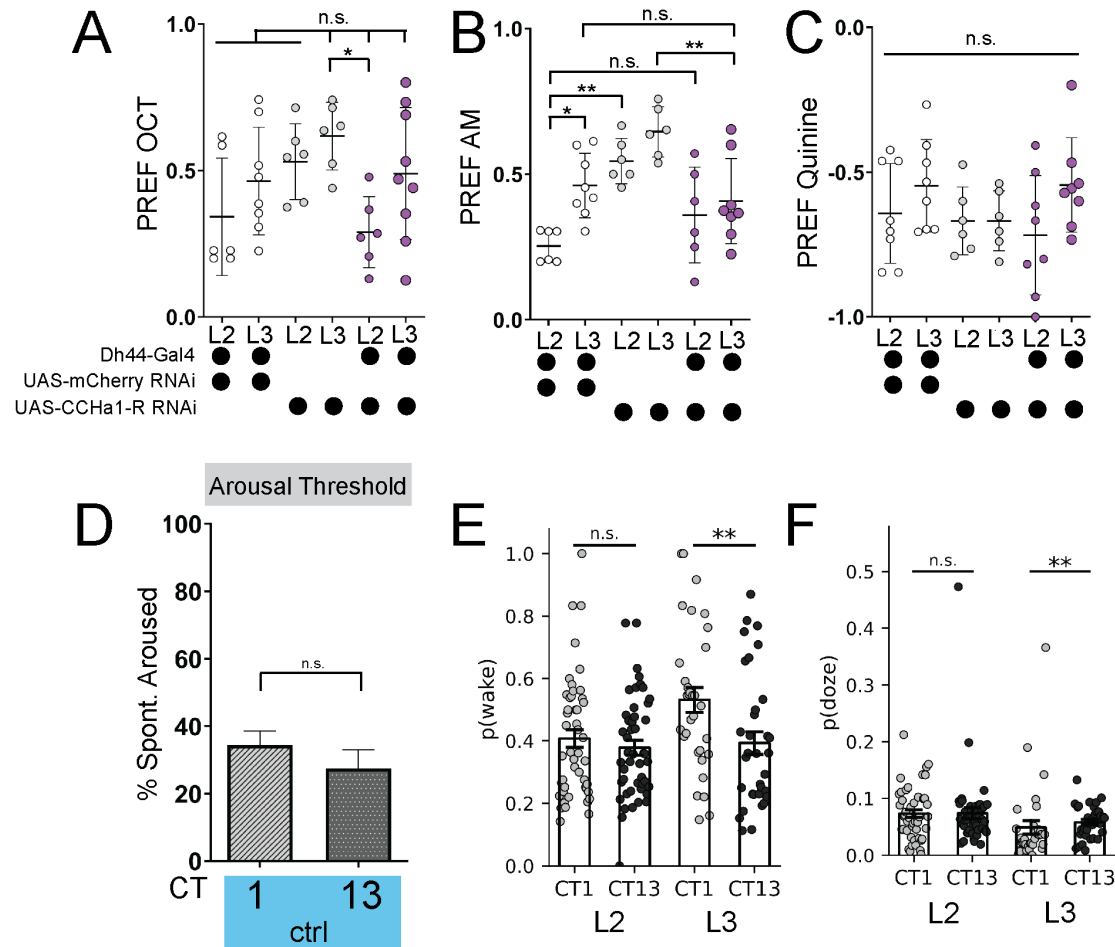 A
PREF OCT
1.0
0.5
0.0
n.s.
*
L2 L3 L2 L3 L2 L3
Dh44-Gal4
UAS-mCherry RNAi
UAS-CCHa1-R RNAi
B
PREF AM
1.0
0.5
0.0
n.s.
**
n.s.
**
*
L2 L3 L2 L3 L2 L3
C
PREF Quinine
0.0
-0.5
-1.0
n.s.
L2 L3 L2 L3 L2 L3
D
Arousal Threshold
% Spont. Aroused
100
80
60
40
20
0
n.s.
CT 1 13
ctrl
E
p(wake)
1.0
0.8
0.6
0.4
0.2
0.0
n.s. **
CT1 CT13 CT1 CT13
L2 L3
F
p(doze)
0.5
0.4
0.3
0.2
0.1
0.0
n.s. **
CT1 CT13 CT1 CT13
L2 L3